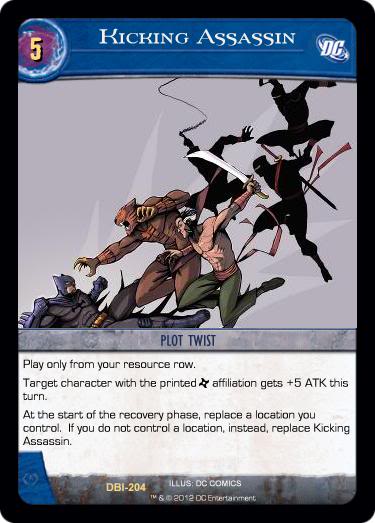 5
KICKING ASSASSIN
DC
PLOT TWIST
Play only from your resource row.
Target character with the printed affiliation gets +5 ATK this
turn.
At the start of the recovery phase, replace a location you
control. If you do not control a location, instead, replace Kicking
Assassin.
DBI-204
ILLUS: DC COMICS
™ & © 2012 DC Entertainment